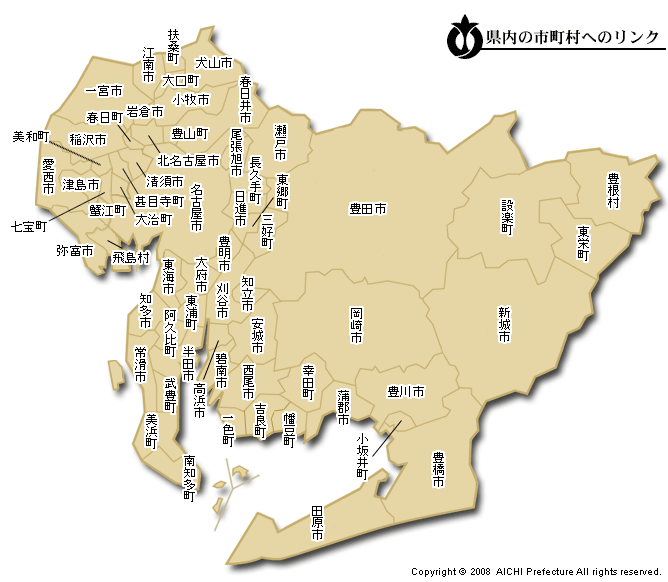 県内の市町村へのリンク
扶桑町
江南市
犬山市
大口町
一宮市
小牧市
春日井市
岩倉市
春日町
豊山町
美和町
稲沢市
北名古屋市
尾張旭市
瀬戸市
愛西市
津島市
清須市
長久手町
東郷町
甚目寺町
名古屋市
日進市
三好町
蟹江町
大治町
七宝町
弥富市
飛島村
豊明市
豊田市
設楽町
豊根村
東栄町
東海市
大府市
刈谷市
知立市
知多市
東浦町
阿久比町
安城市
岡崎市
新城市
常滑市
半田市
碧南市
高浜市
西尾市
幸田町
武豊町
蒲郡市
豊川市
美浜町
一色町
吉良町
幡豆町
小坂井町
南知多町
豊橋市
田原市
Copyright © 2008 AICHI Prefecture All rights reserved.